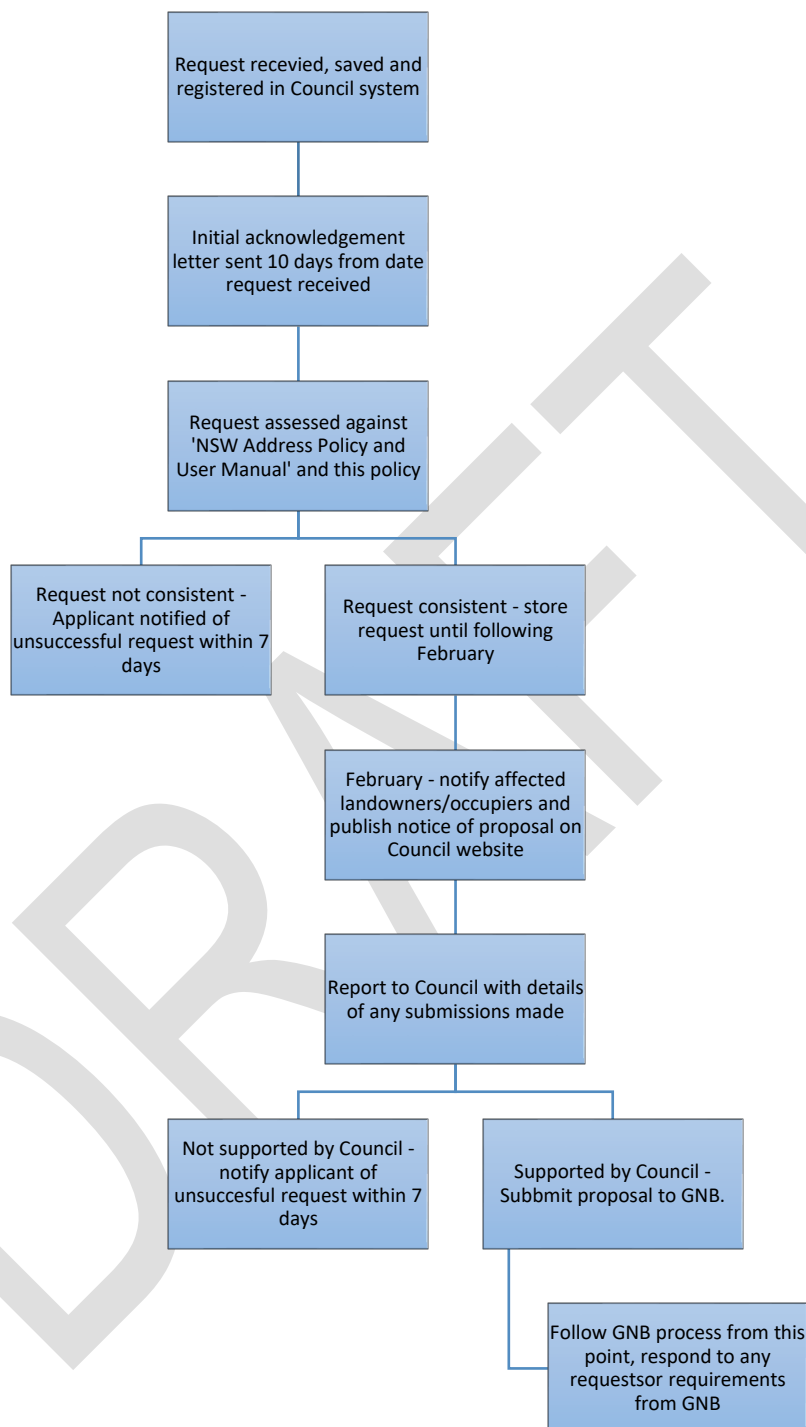 Request recevied, saved and
registered in Council system
Initial acknowledgement
letter sent 10 days from date
request received
Request assessed against
'NSW Address Policy and
User Manual' and this policy
Request not consistent -
Applicant notified of
unsuccessful request within 7
days
Request consistent - store
request until following
February
February - notify affected
landowners/occupiers and
publish notice of proposal on
Council website
Report to Council with details
of any submissions made
Not supported by Council -
notify applicant of
unsuccesful request within 7
days
Supported by Council -
Subbmit proposal to GNB.
Follow GNB process from this
point, respond to any
requestsor requirements
from GNB
DRAFT